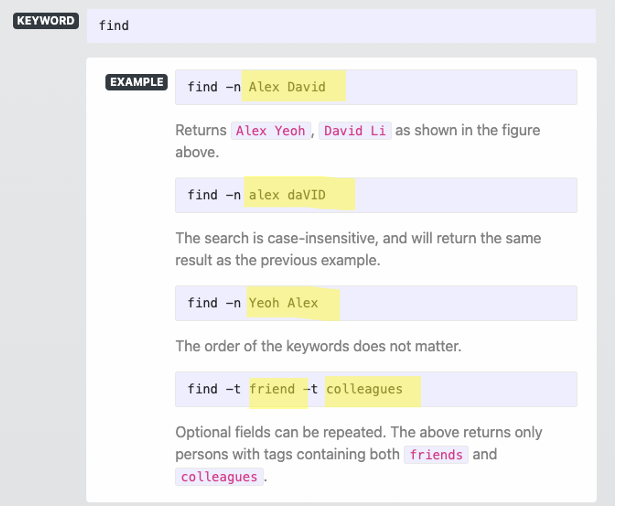 KEYWORD find
EXAMPLE find -n Alex David
Returns Alex Yeoh , David Li as shown in the figure
above.
find -n alex daVID
The search is case-insensitive, and will return the same
result as the previous example.
find -n Yeoh Alex
The order of the keywords does not matter.
find -t friend -t colleagues
Optional fields can be repeated. The above returns only
persons with tags containing both friends and
colleagues .